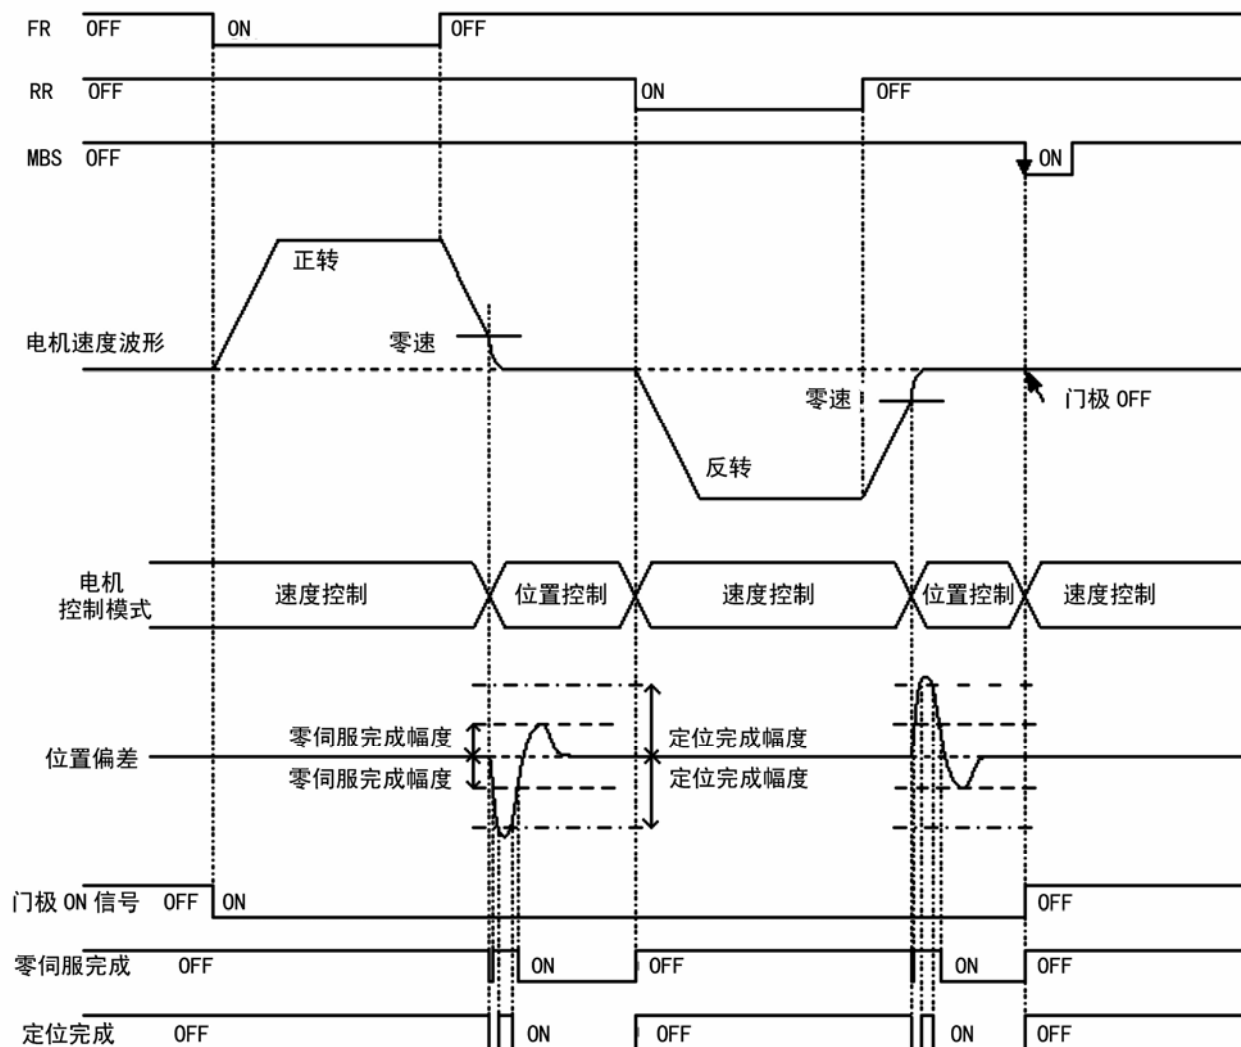 FR OFF ON OFF
RR OFF ON OFF
MBS OFF ON
正转
电机速度波形 零速
零速 门极 OFF
反转
电机
控制模式 速度控制 位置控制 速度控制 位置控制 速度控制
零伺服完成幅度 定位完成幅度
位置偏差
零伺服完成幅度 定位完成幅度
门极 ON 信号 OFF ON OFF
零伺服完成 OFF ON OFF ON OFF
定位完成 OFF ON OFF ON OFF